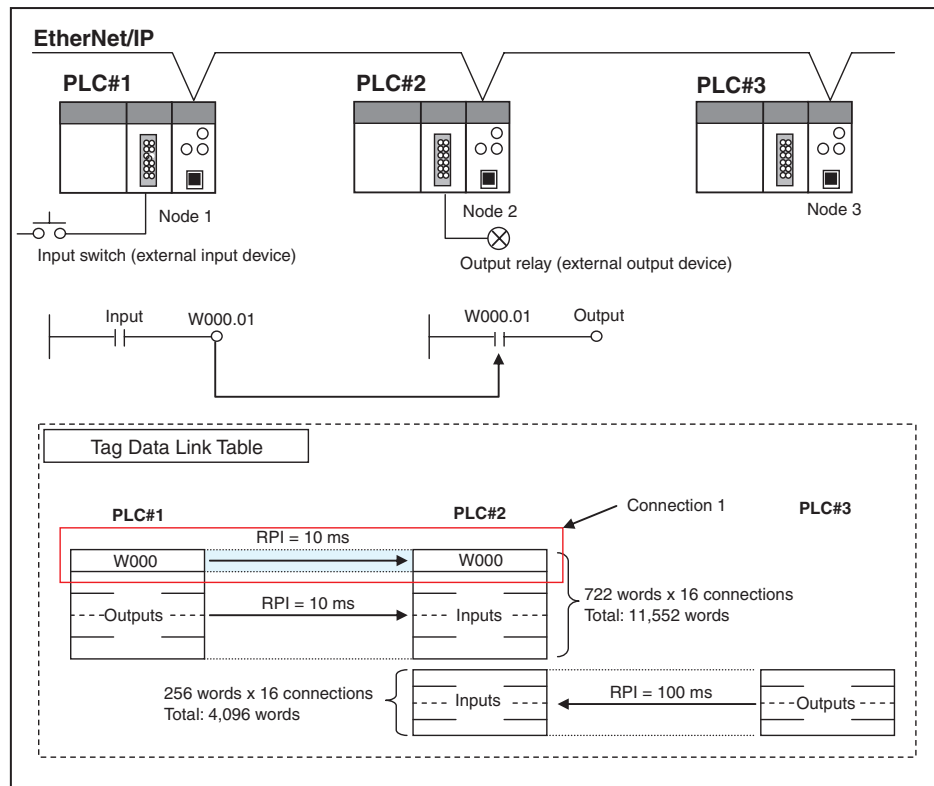 EtherNet/IP
PLC#1
PLC#2
PLC#3
Node 1
Node 2
Node 3
Input switch (external input device)
Output relay (external output device)
Input
W000.01
W000.01
Output
Tag Data Link Table
Connection 1
PLC#1
PLC#2
PLC#3
RPI = 10 ms
W000
W000
RPI = 10 ms
Outputs
Inputs
722 words x 16 connections
Total: 11,552 words
256 words x 16 connections
Total: 4,096 words
Inputs
RPI = 100 ms
Outputs